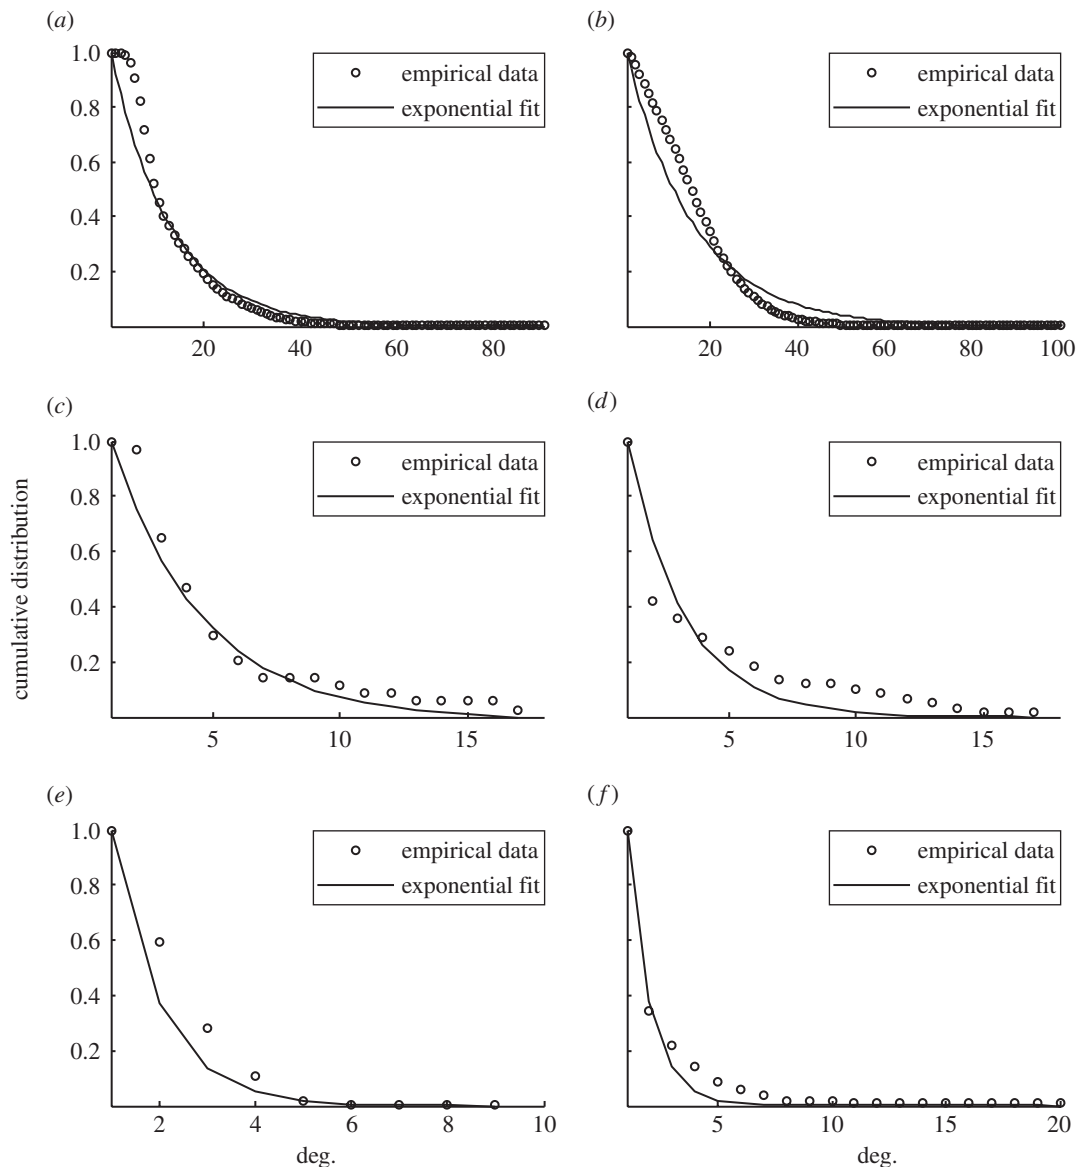 (a)
1.0
0.8
0.6
0.4
0.2
20
40
60
80
empirical data
exponential fit
(b)
20
40
60
80
100
empirical data
exponential fit
cumulative distribution
(c)
1.0
0.8
0.6
0.4
0.2
5
10
15
empirical data
exponential fit
(d)
5
10
15
empirical data
exponential fit
(e)
1.0
0.8
0.6
0.4
0.2
2
4
6
8
10
deg.
empirical data
exponential fit
(f)
5
10
15
20
deg.
empirical data
exponential fit